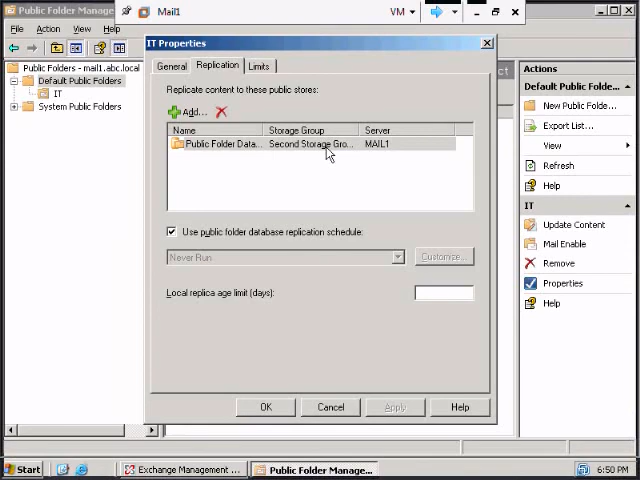 Public Folder Manag
Mail1
VM
File Action View Help
Public Folders - mail1.abc.local
Default Public Folders
IT
System Public Folders
IT Properties
General Replication Limits
Replicate content to these public stores:
Add...
Name Storage Group Server
Public Folder Data... Second Storage Gro... MAIL1
Use public folder database replication schedule:
Never Run
Customize...
Local replica age limit (days):
OK Cancel Apply Help
Actions
Default Public Folders...
New Public Folde...
Export List...
View
Refresh
Help
IT
Update Content
Mail Enable
Remove
Properties
Help
Start Exchange Management ... Public Folder Manage... 6:50 PM